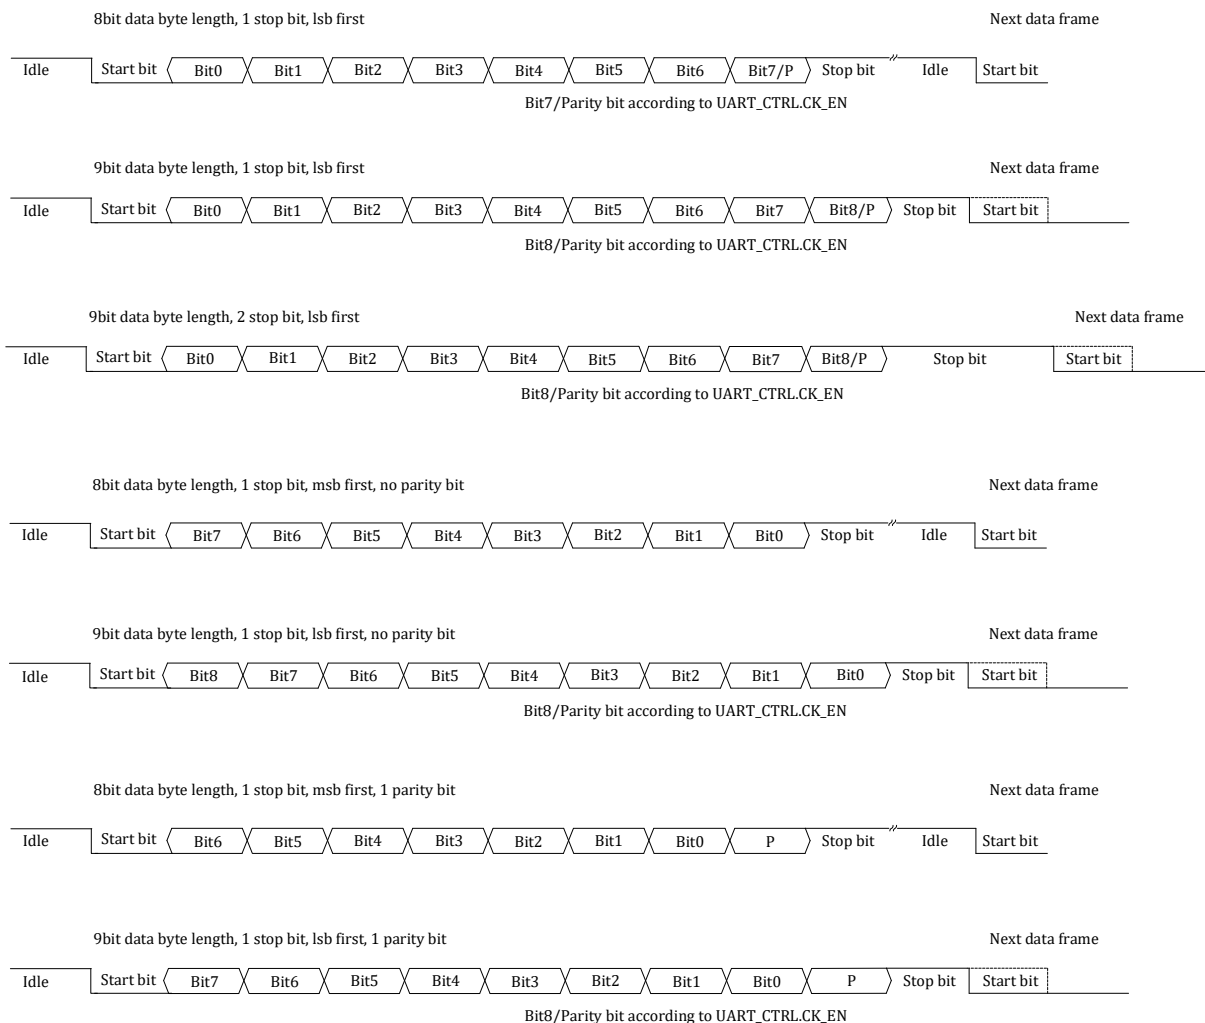 8bit data byte length, 1 stop bit, lsb first Next data frame
Idle Start bit Bit0 Bit1 Bit2 Bit3 Bit4 Bit5 Bit6 Bit7/P Stop bit Idle Start bit
Bit7/Parity bit according to UART_CTRL.CK_EN
9bit data byte length, 1 stop bit, lsb first Next data frame
Idle Start bit Bit0 Bit1 Bit2 Bit3 Bit4 Bit5 Bit6 Bit7 Bit8/P Stop bit Start bit
Bit8/Parity bit according to UART_CTRL.CK_EN
9bit data byte length, 2 stop bit, lsb first Next data frame
Idle Start bit Bit0 Bit1 Bit2 Bit3 Bit4 Bit5 Bit6 Bit7 Bit8/P Stop bit Start bit
Bit8/Parity bit according to UART_CTRL.CK_EN
8bit data byte length, 1 stop bit, msb first, no parity bit Next data frame
Idle Start bit Bit7 Bit6 Bit5 Bit4 Bit3 Bit2 Bit1 Bit0 Stop bit Idle Start bit
9bit data byte length, 1 stop bit, lsb first, no parity bit Next data frame
Idle Start bit Bit8 Bit7 Bit6 Bit5 Bit4 Bit3 Bit2 Bit1 Bit0 Stop bit Start bit
Bit8/Parity bit according to UART_CTRL.CK_EN
8bit data byte length, 1 stop bit, msb first, 1 parity bit Next data frame
Idle Start bit Bit6 Bit5 Bit4 Bit3 Bit2 Bit1 Bit0 P Stop bit Idle Start bit
9bit data byte length, 1 stop bit, lsb first, 1 parity bit Next data frame
Idle Start bit Bit7 Bit6 Bit5 Bit4 Bit3 Bit2 Bit1 Bit0 P Stop bit Start bit
Bit8/Parity bit according to UART_CTRL.CK_EN